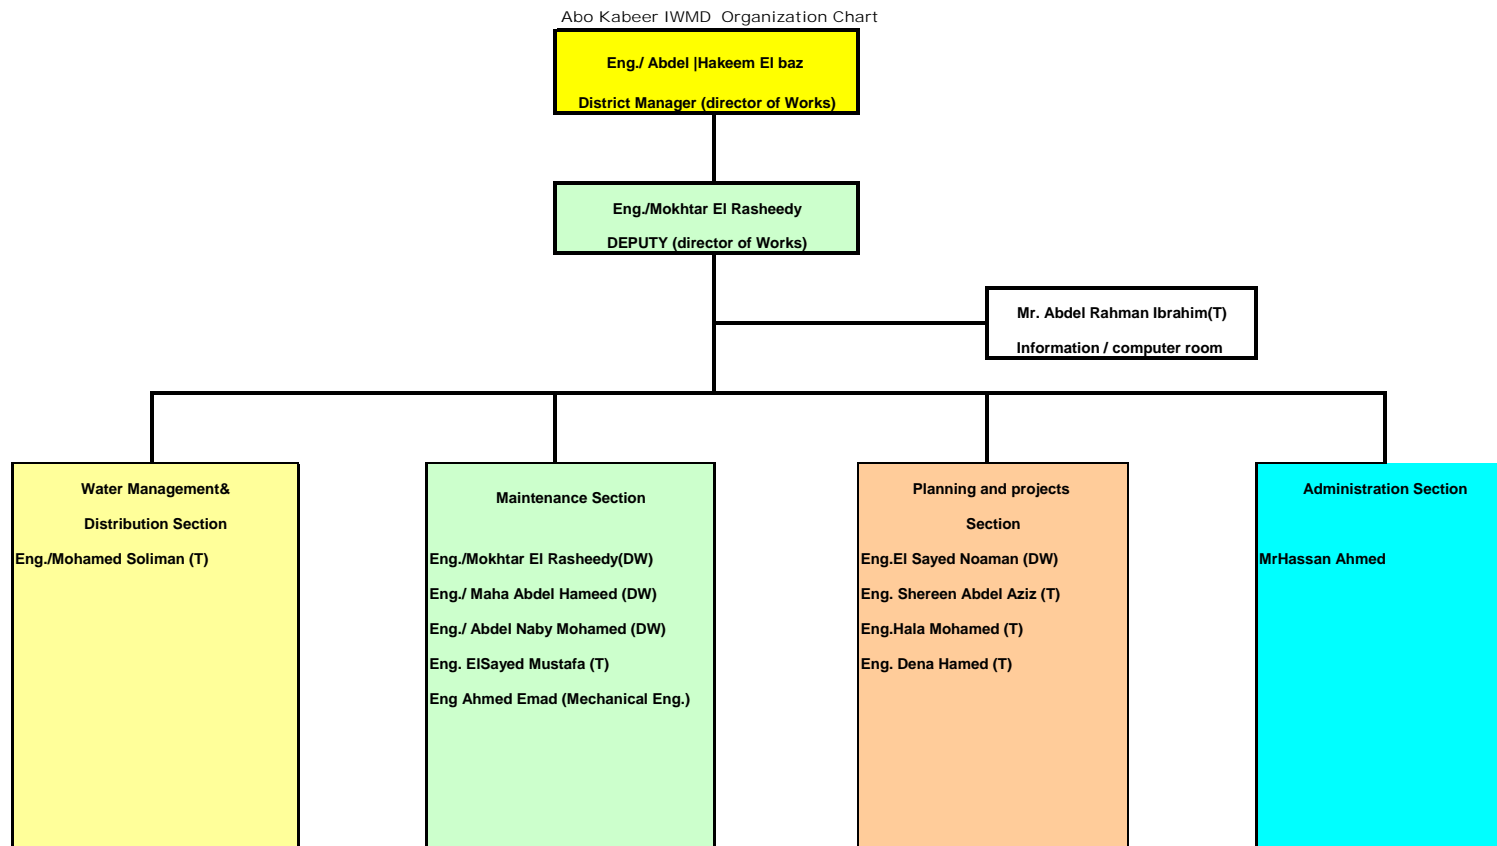 Abo Kabeer IWMD  Organization Chart
Eng./ Abdel |Hakeem El baz
District Manager (director of Works)
Eng./Mokhtar El Rasheedy
DEPUTY (director of Works)
Mr. Abdel Rahman Ibrahim(T)
Information / computer room
Water Management&
Distribution Section
Eng./Mohamed Soliman (T)
Maintenance Section
Eng./Mokhtar El Rasheedy(DW)
Eng./ Maha Abdel Hameed (DW)
Eng./ Abdel Naby Mohamed (DW)
Eng. ElSayed Mustafa (T)
Eng Ahmed Emad (Mechanical Eng.)
Planning and projects
Section
Eng.El Sayed Noaman (DW)
Eng. Shereen Abdel Aziz (T)
Eng.Hala Mohamed (T)
Eng. Dena Hamed (T)
Administration Section
MrHassan Ahmed